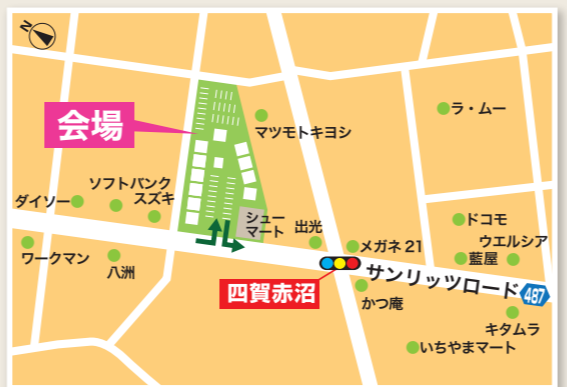 N
会場
マツモトキヨシ
ラ・ムー
ソフトバンク
スズキ
ダイソー
シュー
マート
出光
ドコモ
ウエルシア
メガネ21
藍屋
ワークマン
八洲
サンリッツロード
487
四賀赤沼
かつ庵
キタムラ
いちやまマート